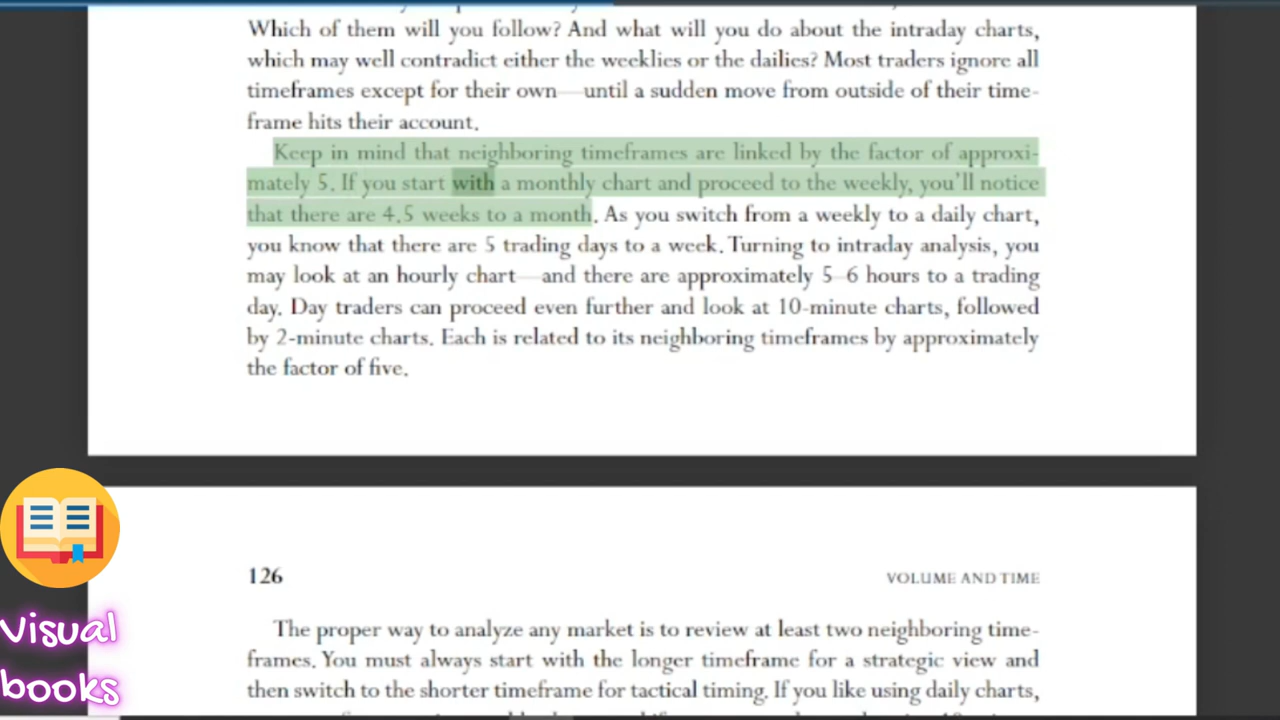 Which of them will you follow? And what will you do about the intraday charts,
which may well contradict either the weeklies or the dailies? Most traders ignore all
timeframes except for their own—until a sudden move from outside of their time-
frame hits their account.
Keep in mind that neighboring timeframes are linked by the factor of approxi-
mately 5. If you start with a monthly chart and proceed to the weekly, you'll notice
that there are 4.5 weeks to a month. As you switch from a weekly to a daily chart,
you know that there are 5 trading days to a week. Turning to intraday analysis, you
may look at an hourly chart—and there are approximately 5–6 hours to a trading
day. Day traders can proceed even further and look at 10-minute charts, followed
by 2-minute charts. Each is related to its neighboring timeframes by approximately
the factor of five.
126 VOLUME AND TIME
The proper way to analyze any market is to review at least two neighboring time-
frames. You must always start with the longer timeframe for a strategic view and
then switch to the shorter timeframe for tactical timing. If you like using daily charts,
Visual
books